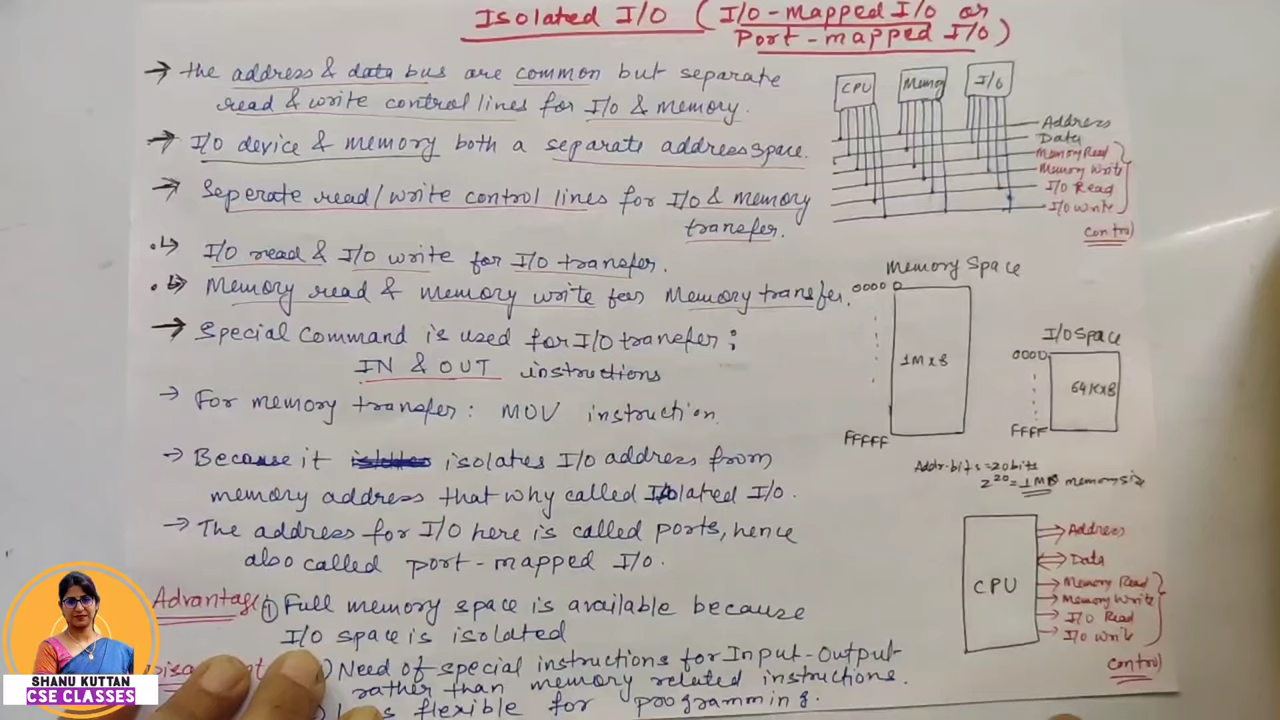 Isolated I/O ( I/O-mapped I/O or
Port-mapped I/O )
→ the address & data bus are common but separate
read & write control lines for I/O & memory.
→ I/O device & memory both a separate address space.
→ Seperate read/write control lines for I/O & memory
transfer.
I/O read & I/O write for I/O transfer.
Memory read & memory write for Memory transfer.
→ Special Command is used for I/O transfer:
IN & OUT instructions
→ For memory transfer: MOV instruction.
→ Because it isolates I/O address from
memory address that why called Isolated I/O.
→ The address for I/O here is called ports, hence
also called port-mapped I/O.
Advantage: ① Full memory space is available because
I/O space is isolated
Need of special instructions for Input-Output
rather than memory related instructions.
flexible for programming.
CPU
Memory
I/O
Address
Data
Memory Read
Memory Write
I/O Read
I/O Write
Control
Memory Space
00000
1M x 8
FFFFF
I/O Space
0000
64K x 8
FFFF
Addr. bits = 20 bits
2^20 = 1MB memory size
CPU
Address
Data
Memory Read
Memory Write
I/O Read
I/O Write
Control
SHANU KUTTAN
CSE CLASSES